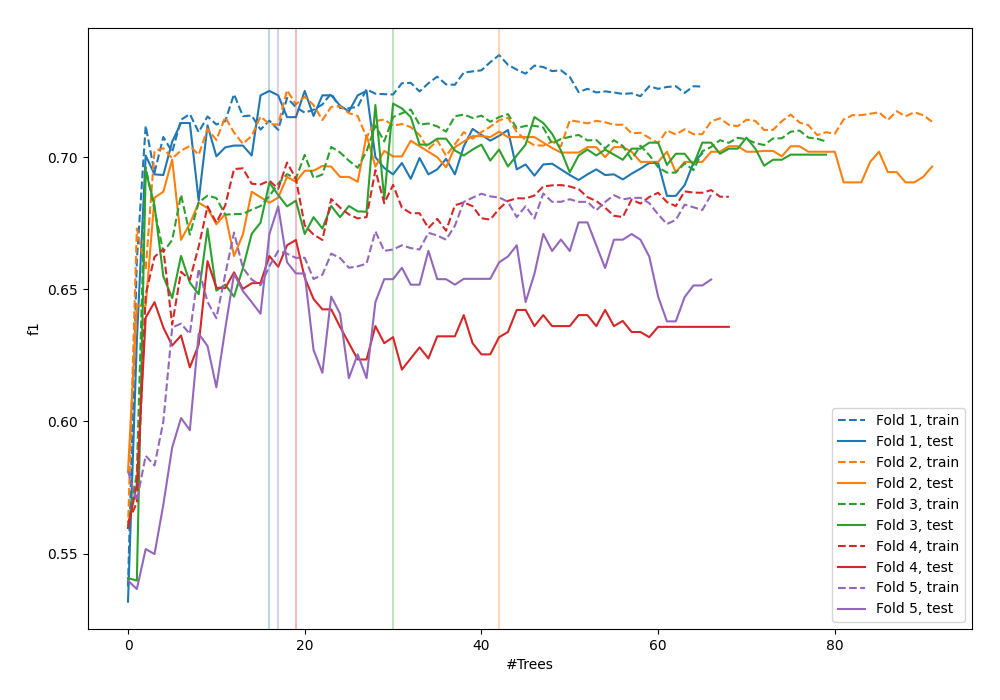 f1
0.70
0.65
0.60
0.55
0
20
40
60
80
#Trees
Fold 1, train
Fold 1, test
Fold 2, train
Fold 2, test
Fold 3, train
Fold 3, test
Fold 4, train
Fold 4, test
Fold 5, train
Fold 5, test